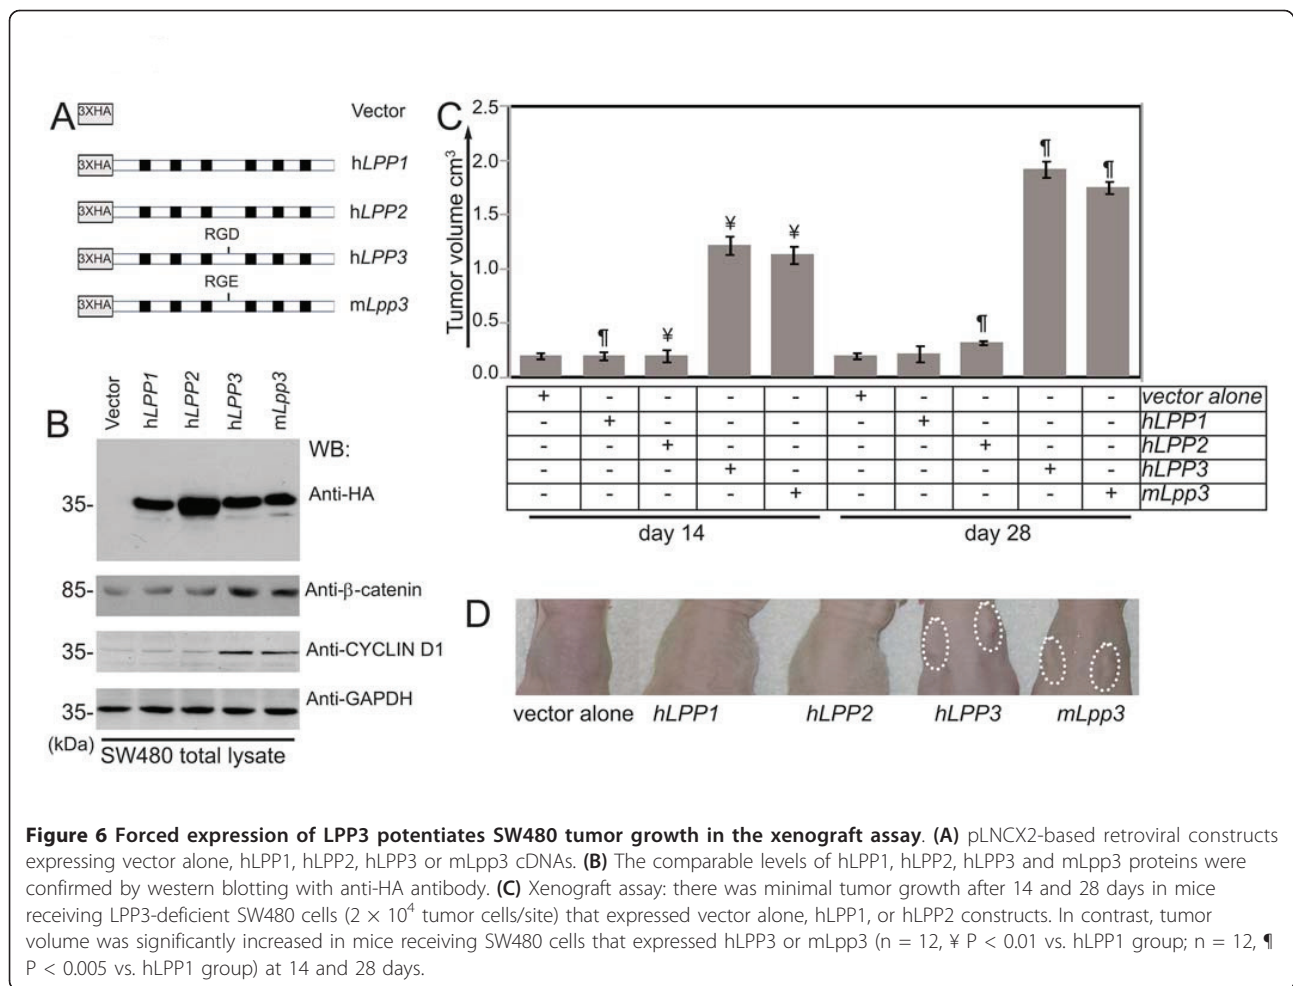 A
3XHA
Vector
3XHA
hLPP1
3XHA
hLPP2
RGD
3XHA
hLPP3
RGE
3XHA
mLpp3
B
Vector
hLPP1
hLPP2
hLPP3
mLpp3
WB:
35-
Anti-HA
85-
Anti-β-catenin
35-
Anti-CYCLIN D1
35-
Anti-GAPDH
(kDa)
SW480 total lysate
C
Tumor volume cm³
2.5
2.0
1.5
1.0
0.5
0.0
¶ ¥ ¥ ¥ ¶ ¶ ¶
+ - - - - + - - - - vector alone
- + - - - - + - - - hLPP1
- - + - - - - + - - hLPP2
- - - + - - - - + - hLPP3
- - - - + - - - - + mLpp3
day 14 day 28
D
vector alone hLPP1 hLPP2 hLPP3 mLpp3
Figure 6 Forced expression of LPP3 potentiates SW480 tumor growth in the xenograft assay. (A) pLNCX2-based retroviral constructs
expressing vector alone, hLPP1, hLPP2, hLPP3 or mLpp3 cDNAs. (B) The comparable levels of hLPP1, hLPP2, hLPP3 and mLpp3 proteins were
confirmed by western blotting with anti-HA antibody. (C) Xenograft assay: there was minimal tumor growth after 14 and 28 days in mice
receiving LPP3-deficient SW480 cells (2 × 10⁴ tumor cells/site) that expressed vector alone, hLPP1, or hLPP2 constructs. In contrast, tumor
volume was significantly increased in mice receiving SW480 cells that expressed hLPP3 or mLpp3 (n = 12, ¥ P < 0.01 vs. hLPP1 group; n = 12, ¶
P < 0.005 vs. hLPP1 group) at 14 and 28 days.